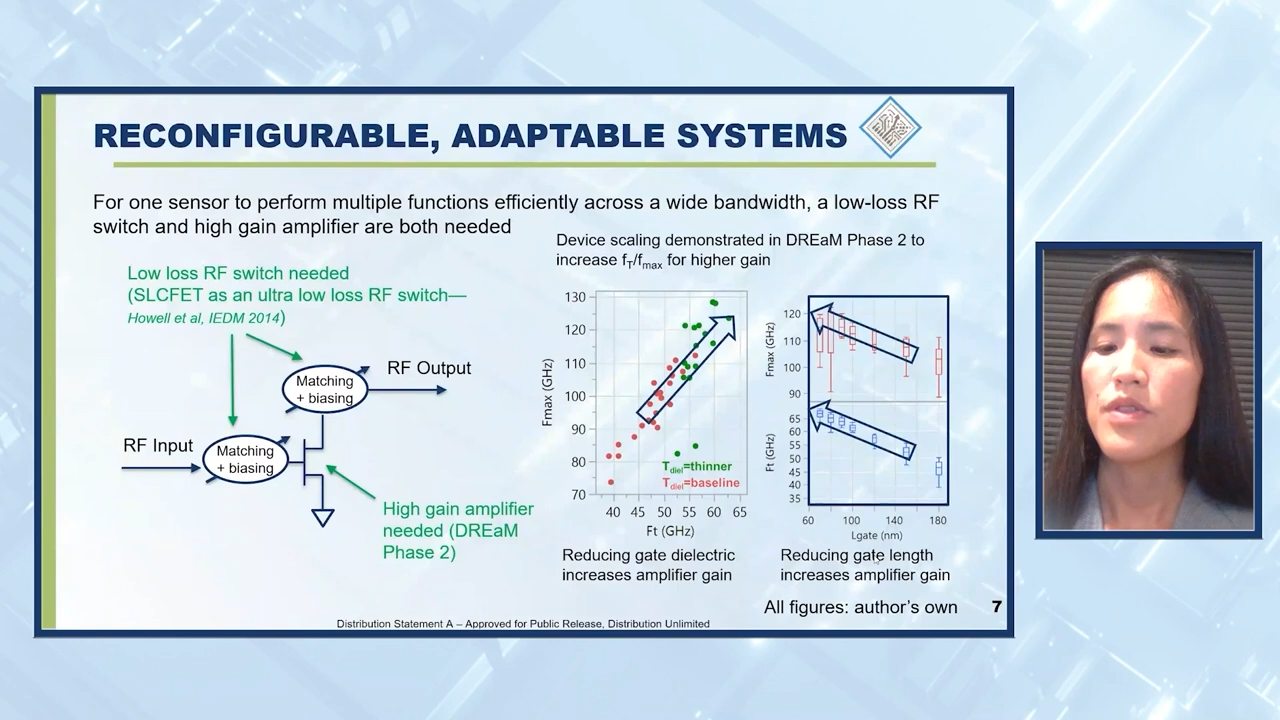 RECONFIGURABLE, ADAPTABLE SYSTEMS
For one sensor to perform multiple functions efficiently across a wide bandwidth, a low-loss RF
switch and high gain amplifier are both needed
Low loss RF switch needed
(SLCFET as an ultra low loss RF switch—
Howell et al, IEDM 2014)
RF Output
Matching
+ biasing
RF Input
Matching
+ biasing
High gain amplifier
needed (DREaM
Phase 2)
Device scaling demonstrated in DREaM Phase 2 to
increase fT/fmax for higher gain
Fmax (GHz)
130
120
110
100
90
80
70
Tdiel=thinner
Tdiel=baseline
40 45 50 55 60 65
Ft (GHz)
Reducing gate dielectric
increases amplifier gain
Fmax (GHz)
120
110
100
90
Ft (GHz)
65
60
55
50
45
40
35
60 100 140 180
Lgate (nm)
Reducing gate length
increases amplifier gain
All figures: author's own
7
Distribution Statement A – Approved for Public Release, Distribution Unlimited